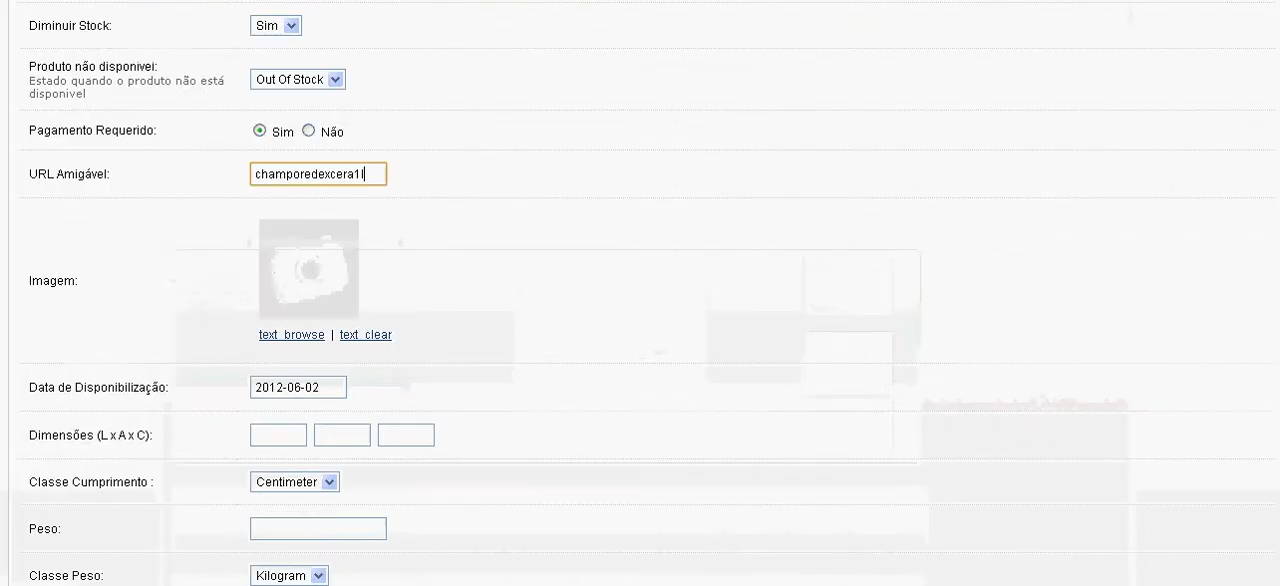 Diminuir Stock: Sim
Produto não disponivel: Out Of Stock
Estado quando o produto não está
disponivel
Pagamento Requerido: Sim Não
URL Amigável: champoredexcera1l
Imagem:
text_browse | text_clear
Data de Disponibilização: 2012-06-02
Dimensões (L x A x C):
Classe Cumprimento : Centimeter
Peso:
Classe Peso: Kilogram